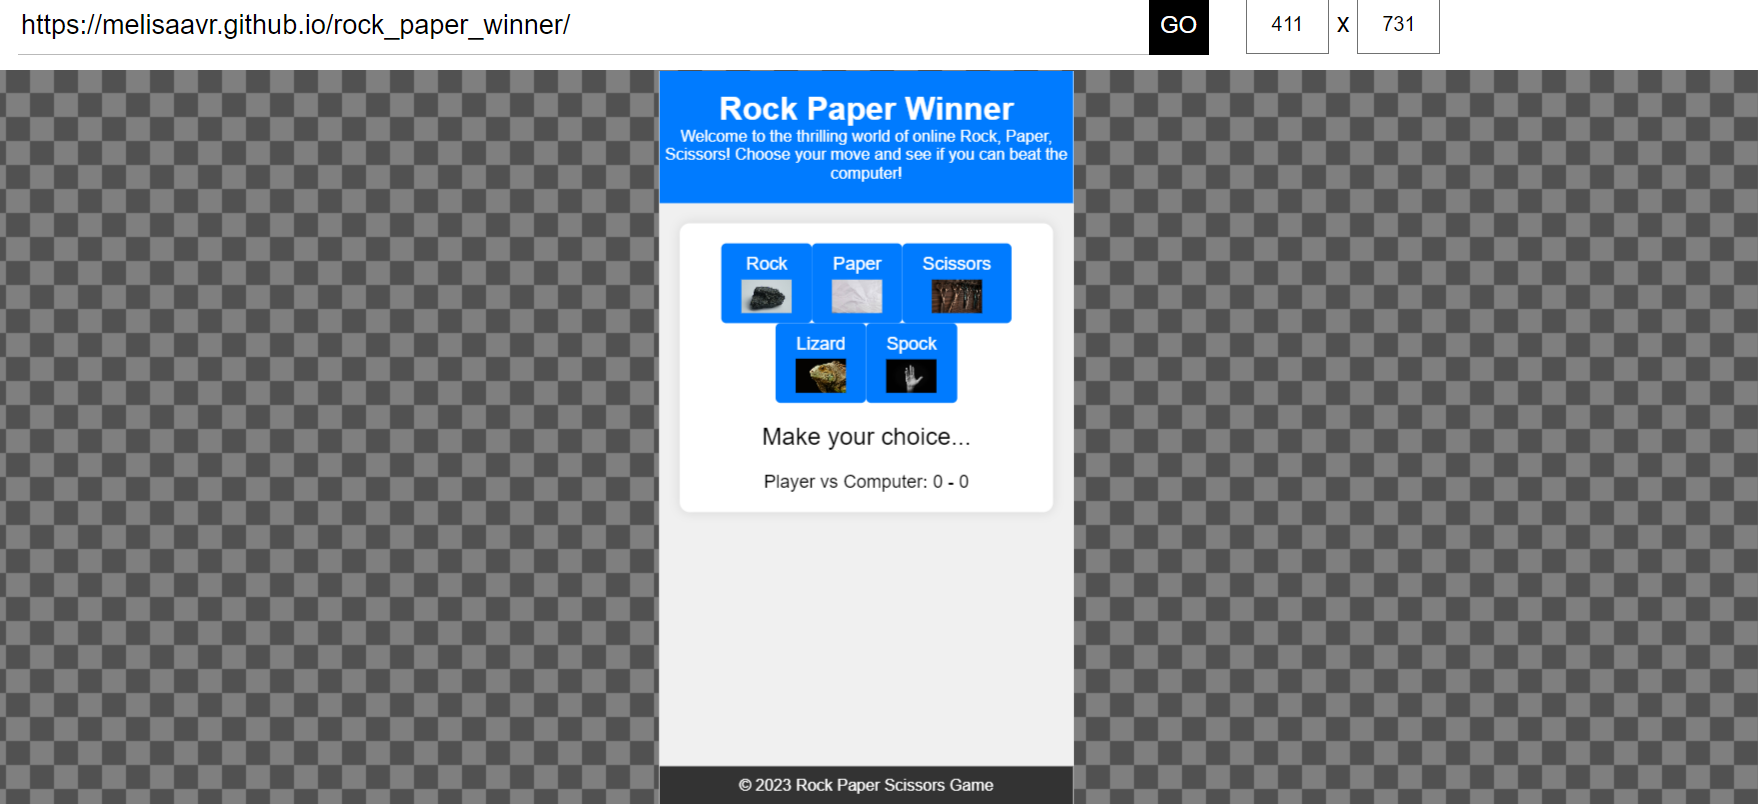 https://melisaavr.github.io/rock_paper_winner/ GO 411 X 731
Rock Paper Winner
Welcome to the thrilling world of online Rock, Paper,
Scissors! Choose your move and see if you can beat the
computer!
Rock Paper Scissors
Lizard Spock
Make your choice...
Player vs Computer: 0 - 0
© 2023 Rock Paper Scissors Game